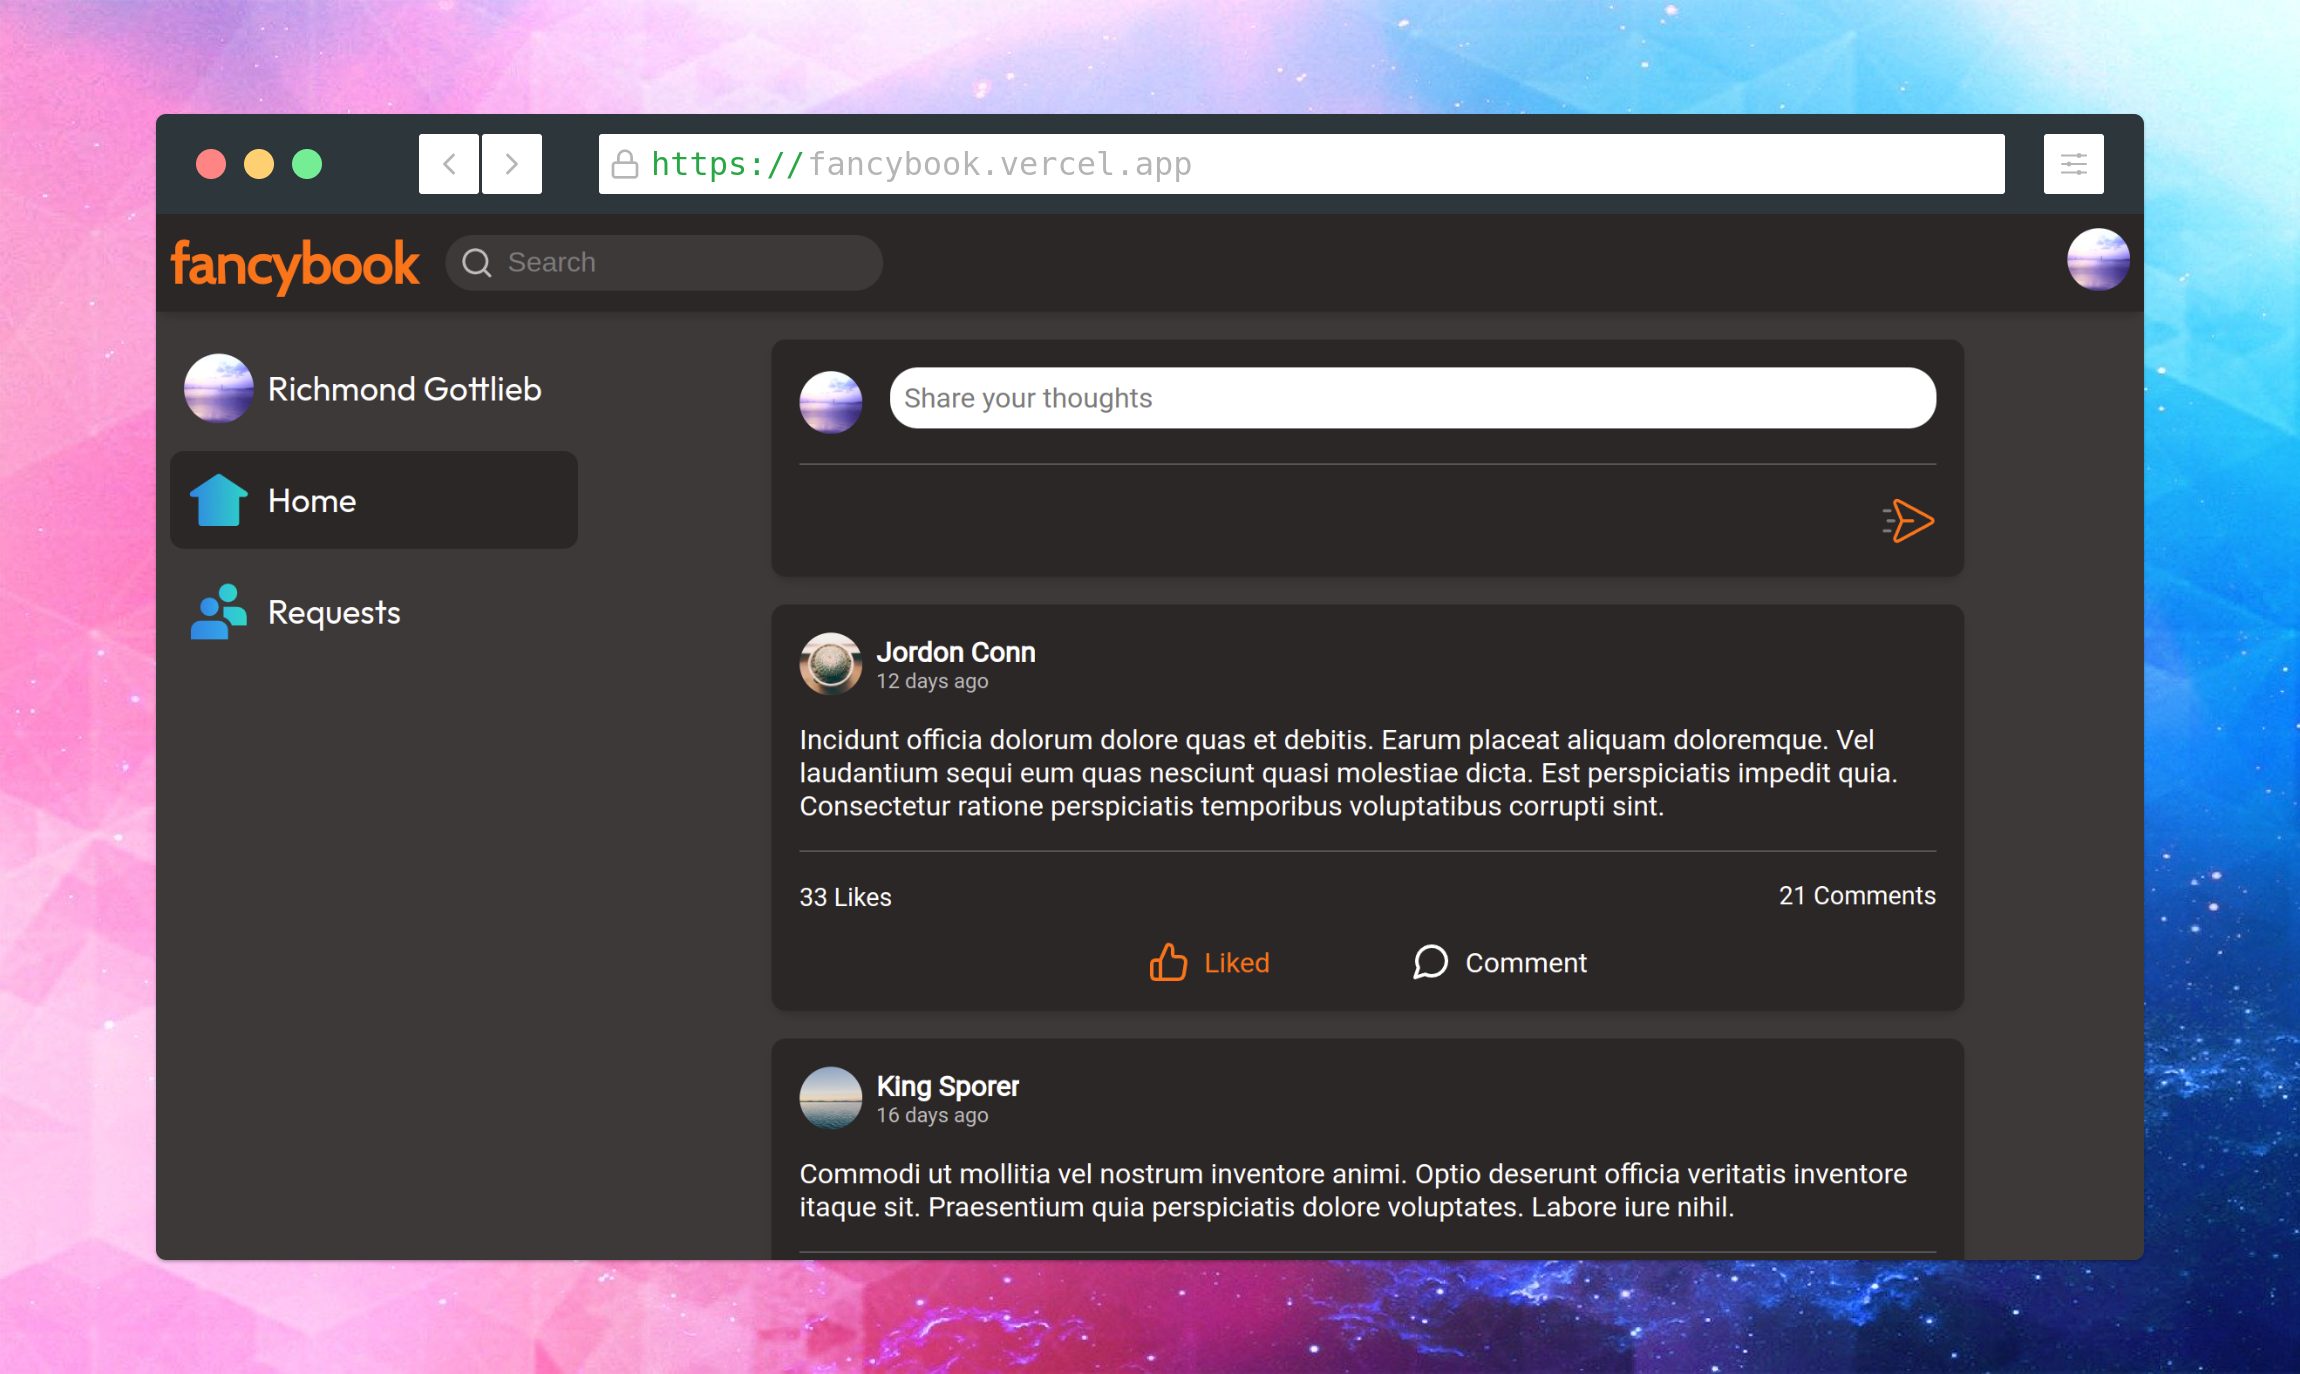 https://fancybook.vercel.app
fancybook
Search
Richmond Gottlieb
Home
Requests
Share your thoughts
Jordon Conn
12 days ago
Incidunt officia dolorum dolore quas et debitis. Earum placeat aliquam doloremque. Vel
laudantium sequi eum quas nesciunt quasi molestiae dicta. Est perspiciatis impedit quia.
Consectetur ratione perspiciatis temporibus voluptatibus corrupti sint.
33 Likes
21 Comments
Liked
Comment
King Sporer
16 days ago
Commodi ut mollitia vel nostrum inventore animi. Optio deserunt officia veritatis inventore
itaque sit. Praesentium quia perspiciatis dolore voluptates. Labore iure nihil.